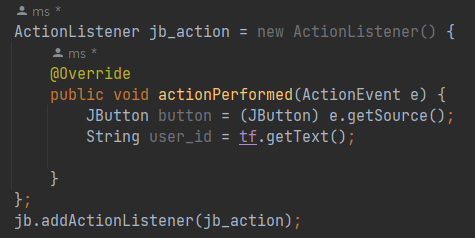 ms *
ActionListener jb_action = new ActionListener() {
ms *
@Override
public void actionPerformed(ActionEvent e) {
JButton button = (JButton) e.getSource();
String user_id = tf.getText();
}
};
jb.addActionListener(jb_action);